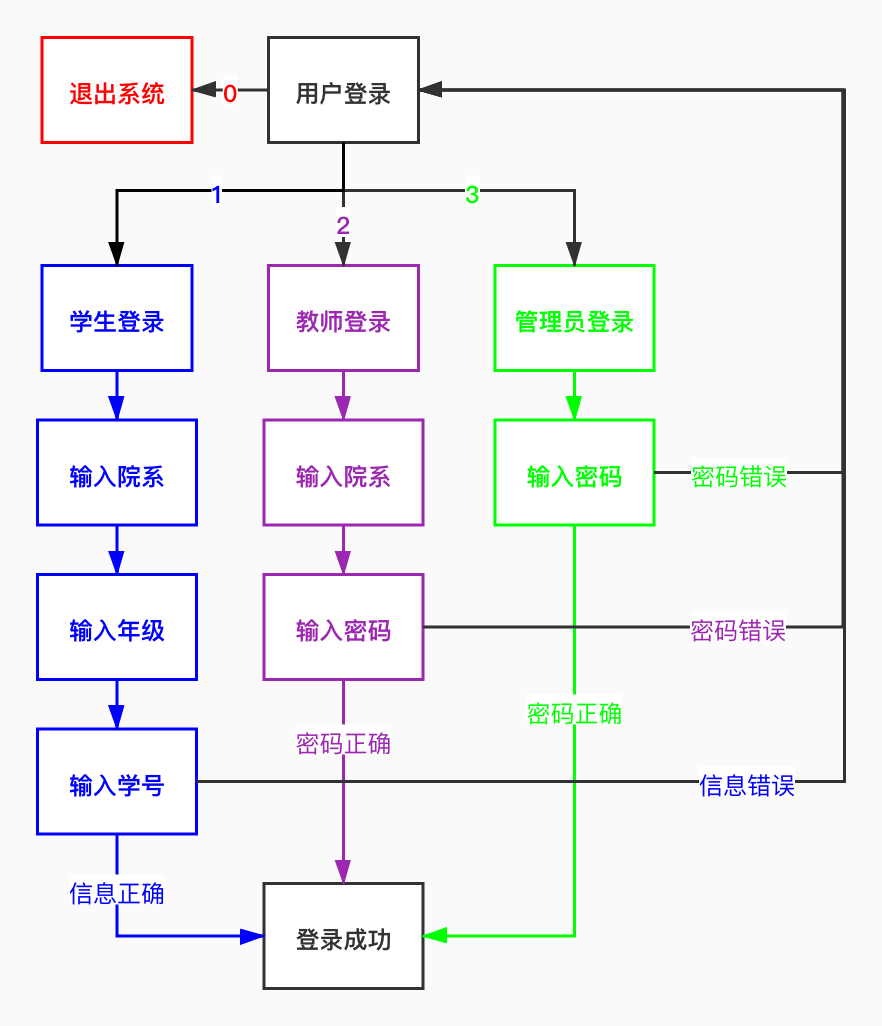 退出系统
0
用户登录
1
2
3
学生登录
教师登录
管理员登录
输入院系
输入院系
输入密码
密码错误
输入年级
输入密码
密码错误
密码正确
密码正确
输入学号
信息错误
信息正确
登录成功